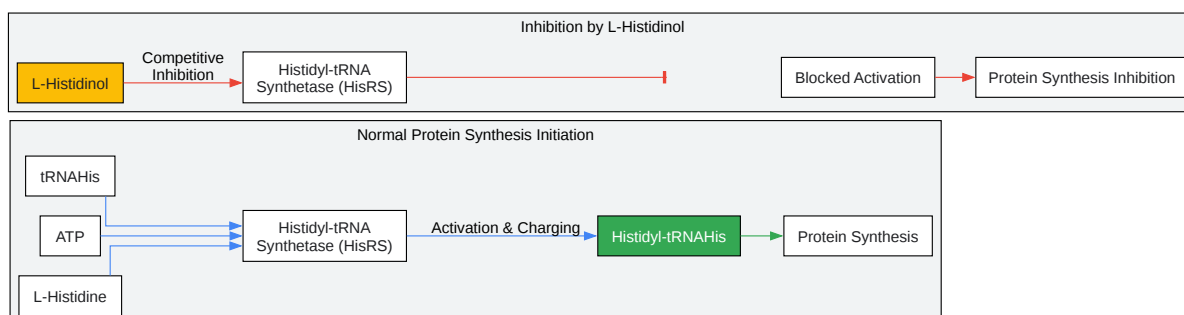 Inhibition by L-Histidinol
L-Histidinol
Competitive
Inhibition
Histidyl-tRNA
Synthetase (HisRS)
Blocked Activation
Protein Synthesis Inhibition
Normal Protein Synthesis Initiation
tRNAHis
ATP
L-Histidine
Histidyl-tRNA
Synthetase (HisRS)
Activation & Charging
Histidyl-tRNAHis
Protein Synthesis